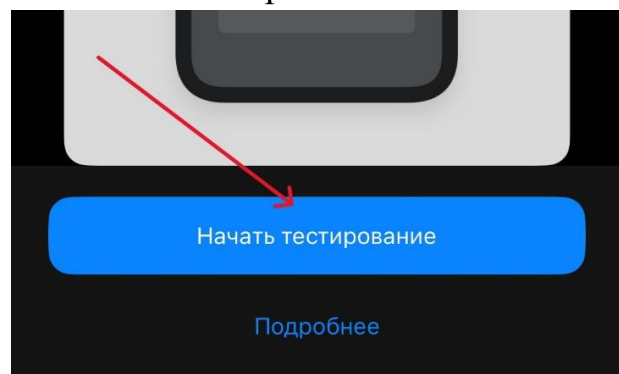 Начать тестирование
Подробнее